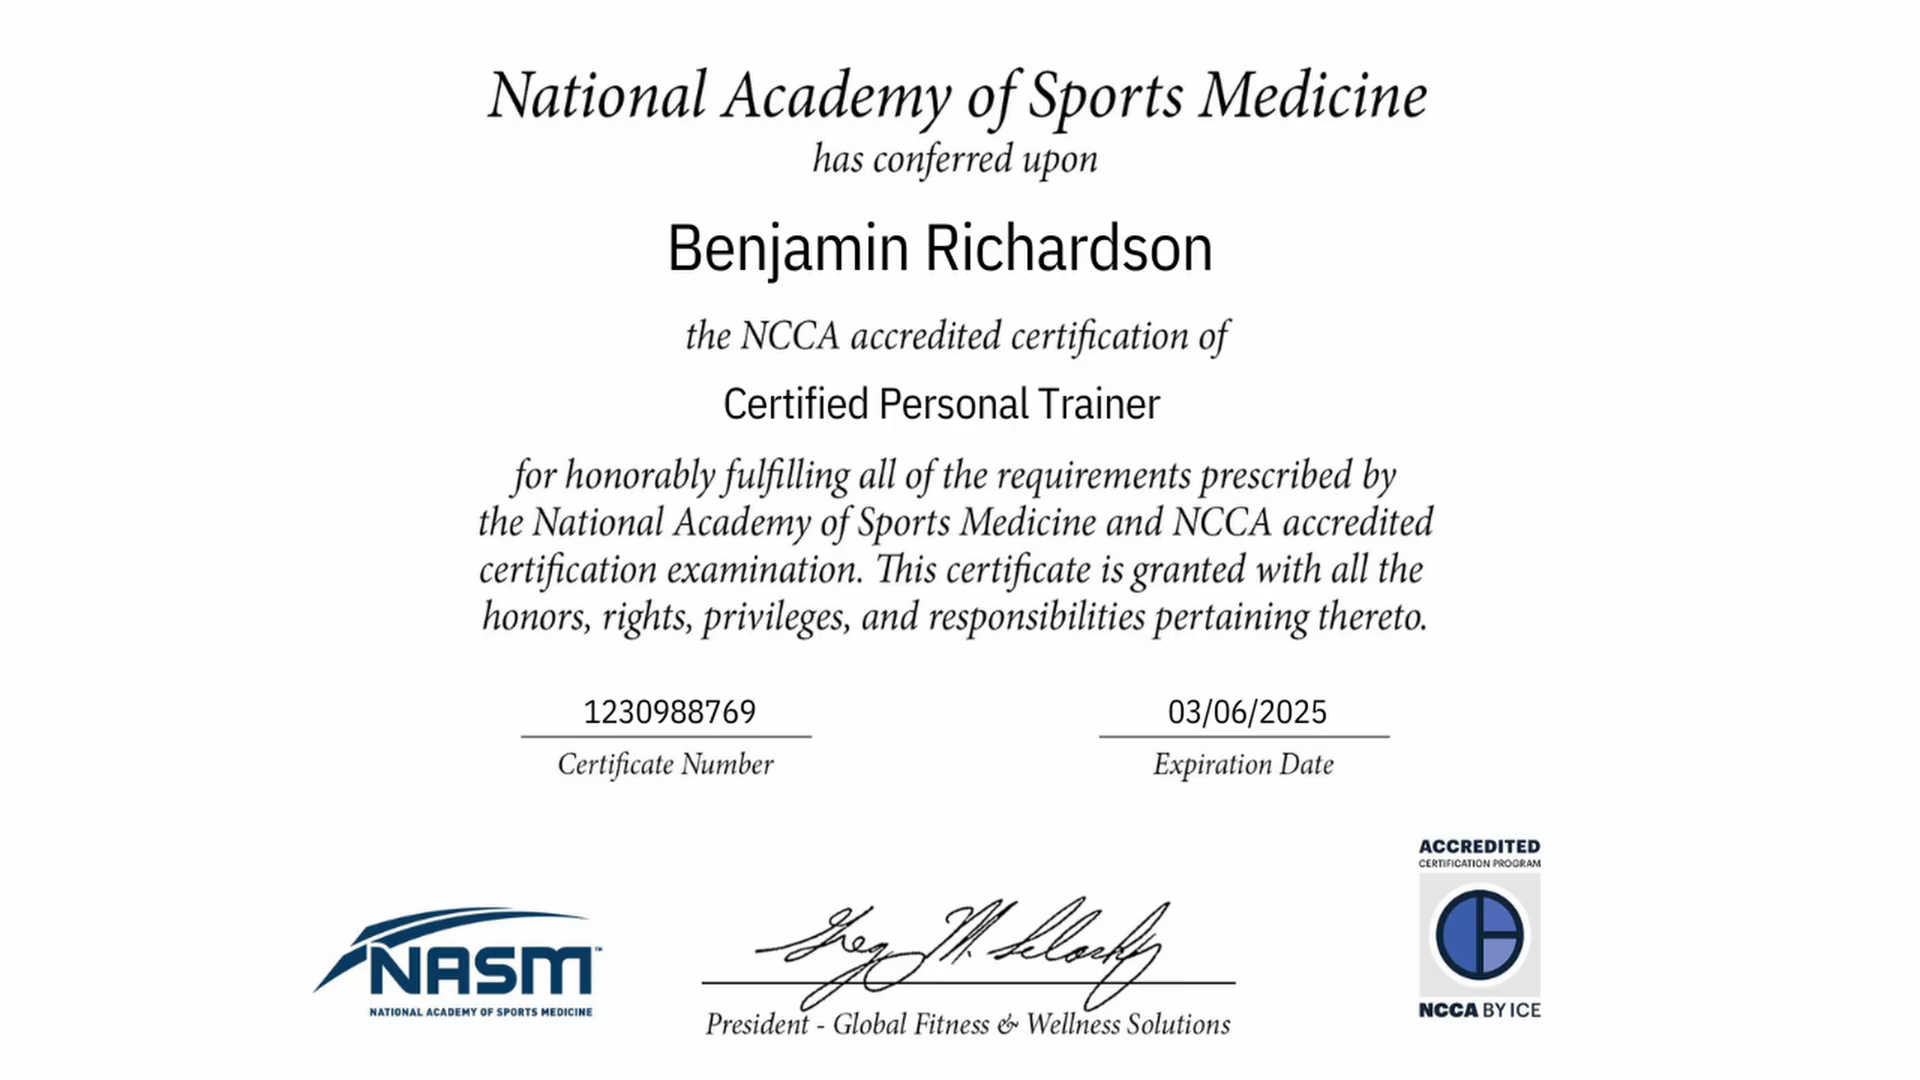 National Academy of Sports Medicine
has conferred upon
Benjamin Richardson
the NCCA accredited certification of
Certified Personal Trainer
for honorably fulfilling all of the requirements prescribed by
the National Academy of Sports Medicine and NCCA accredited
certification examination. This certificate is granted with all the
honors, rights, privileges, and responsibilities pertaining thereto.
1230988769
Certificate Number
03/06/2025
Expiration Date
NASM™
NATIONAL ACADEMY OF SPORTS MEDICINE
Greg M.
President - Global Fitness & Wellness Solutions
ACCREDITED
CERTIFICATION PROGRAM
NCCA BY ICE